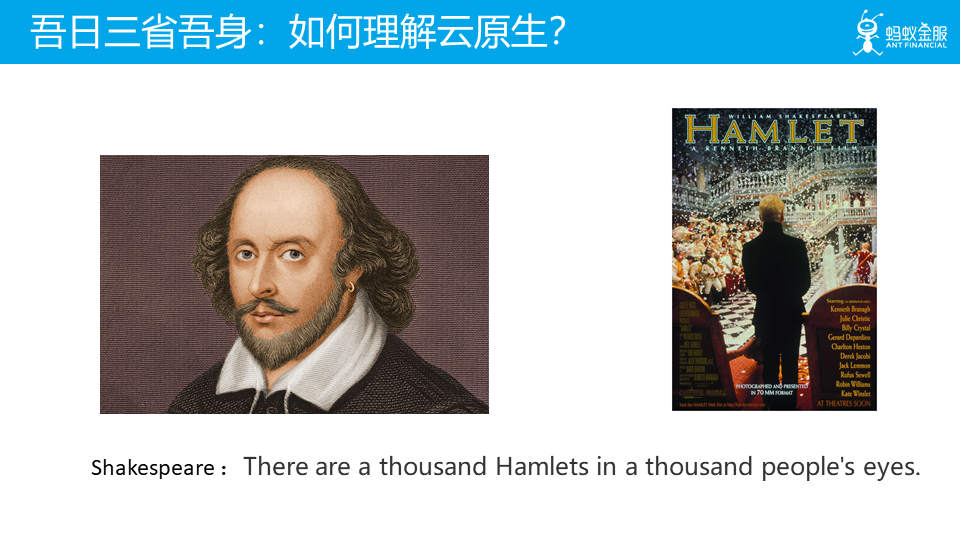 吾日三省吾身：如何理解云原生？
蚂蚁金服
ANT FINANCIAL
WILLIAM SHAKESPEARE'S
HAMLET
A KENNETH BRANAGH FILM
Starring (in alphabetical order)
Kenneth Branagh
Julie Christie
Billy Crystal
Gerard Depardieu
Charlton Heston
Derek Jacobi
Jack Lemmon
Rufus Sewell
Robin Williams
Kate Winslet
PHOTOGRAPHED AND PRESENTED
IN 70 MM FORMAT
AT THEATRES SOON
Shakespeare： There are a thousand Hamlets in a thousand people's eyes.